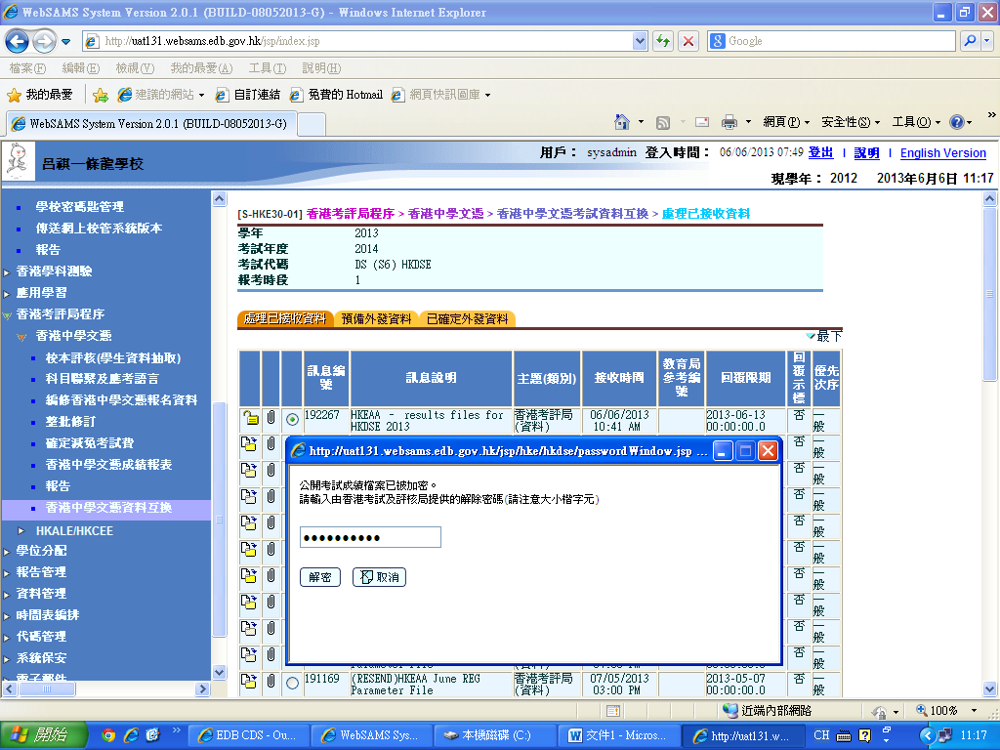 WebSAMS System Version 2.0.1 (BUILD-08052013-G) - Windows Internet Explorer
http://uat131.websams.edb.gov.hk/jsp/index.jsp
Google
檔案(F) 編輯(E) 檢視(V) 我的最愛(A) 工具(T) 說明(H)
我的最愛 建議的網站 自訂連結 免費的 Hotmail 網頁快訊圖庫
WebSAMS System Version 2.0.1 (BUILD-08052013-G)
網頁(P) 安全性(S) 工具(O)
呂祺一條龍學校
用戶： sysadmin 登入時間： 06/06/2013 07:49 登出 | 說明 | English Version
現學年： 2012 2013年6月6日 11:17
學校密碼匙管理
傳送網上校管系統版本
報告
香港學科測驗
應用學習
香港考評局程序
香港中學文憑
校本評核(學生資料抽取)
科目聯繫及應考語言
編修香港中學文憑報名資料
整批修訂
確定減免考試費
香港中學文憑成績報表
報告
香港中學文憑資料互換
HKALE/HKCEE
學位分配
報告管理
資料管理
時間表編排
代碼管理
系統保安
電子郵件
[S-HKE30-01] 香港考評局程序 > 香港中學文憑 > 香港中學文憑考試資料互換 > 處理已接收資料
學年 2013
考試年度 2014
考試代碼 DS (S6) HKDSE
報考時段 1
處理已接收資料 預備外發資料 已確定外發資料
最下
訊息編號 訊息說明 主題(類別) 接收時間 教育局參考編號 回覆限期 回覆示標 優先次序
192267 HKEAA - results files for HKDSE 2013 香港考評局(資料) 06/06/2013 10:41 AM 2013-06-13 00:00:00.0 否 一般
否 一般
否 一般
否 一般
否 一般
否 一般
否 一般
否 一般
否 一般
否 一般
191169 (RESEND)HKEAA June REG Parameter File 香港考評局(資料) 07/05/2013 03:00 PM 2013-05-07 00:00:00.0 否 一般
http://uat131.websams.edb.gov.hk/jsp/hke/hkdse/passwordWindow.jsp ...
公開考試成績檔案已被加密。
請輸入由香港考試及評核局提供的解除密碼(請注意大小楷字元)
●●●●●●●●●●
解密 取消
近端內部網路 100%
開始 EDB CDS - Ou... WebSAMS Sys... 本機磁碟 (C:) 文件1 - Micros... http://uat131.w... CH 11:17